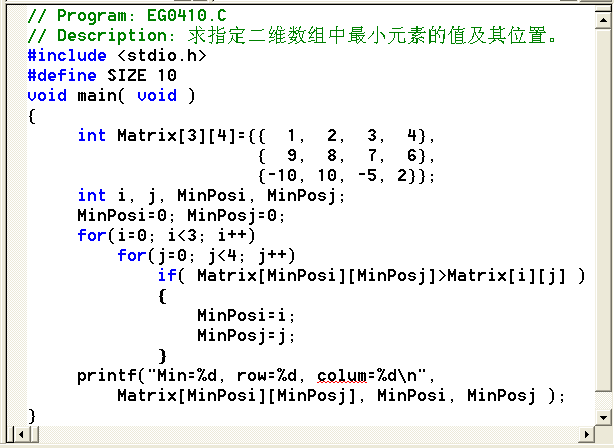 // Program: EG0410.C
// Description: 求指定二维数组中最小元素的值及其位置。
#include <stdio.h>
#define SIZE 10
void main( void )
{
     int Matrix[3][4]={{  1,  2,  3,  4},
                       {  9,  8,  7,  6},
                       {-10, 10, -5, 2}};
     int i, j, MinPosi, MinPosj;
     MinPosi=0; MinPosj=0;
     for(i=0; i<3; i++)
         for(j=0; j<4; j++)
             if( Matrix[MinPosi][MinPosj]>Matrix[i][j] )
             {
                 MinPosi=i;
                 MinPosj=j;
             }
     printf("Min=%d, row=%d, colum=%d\n",
         Matrix[MinPosi][MinPosj], MinPosi, MinPosj );
}